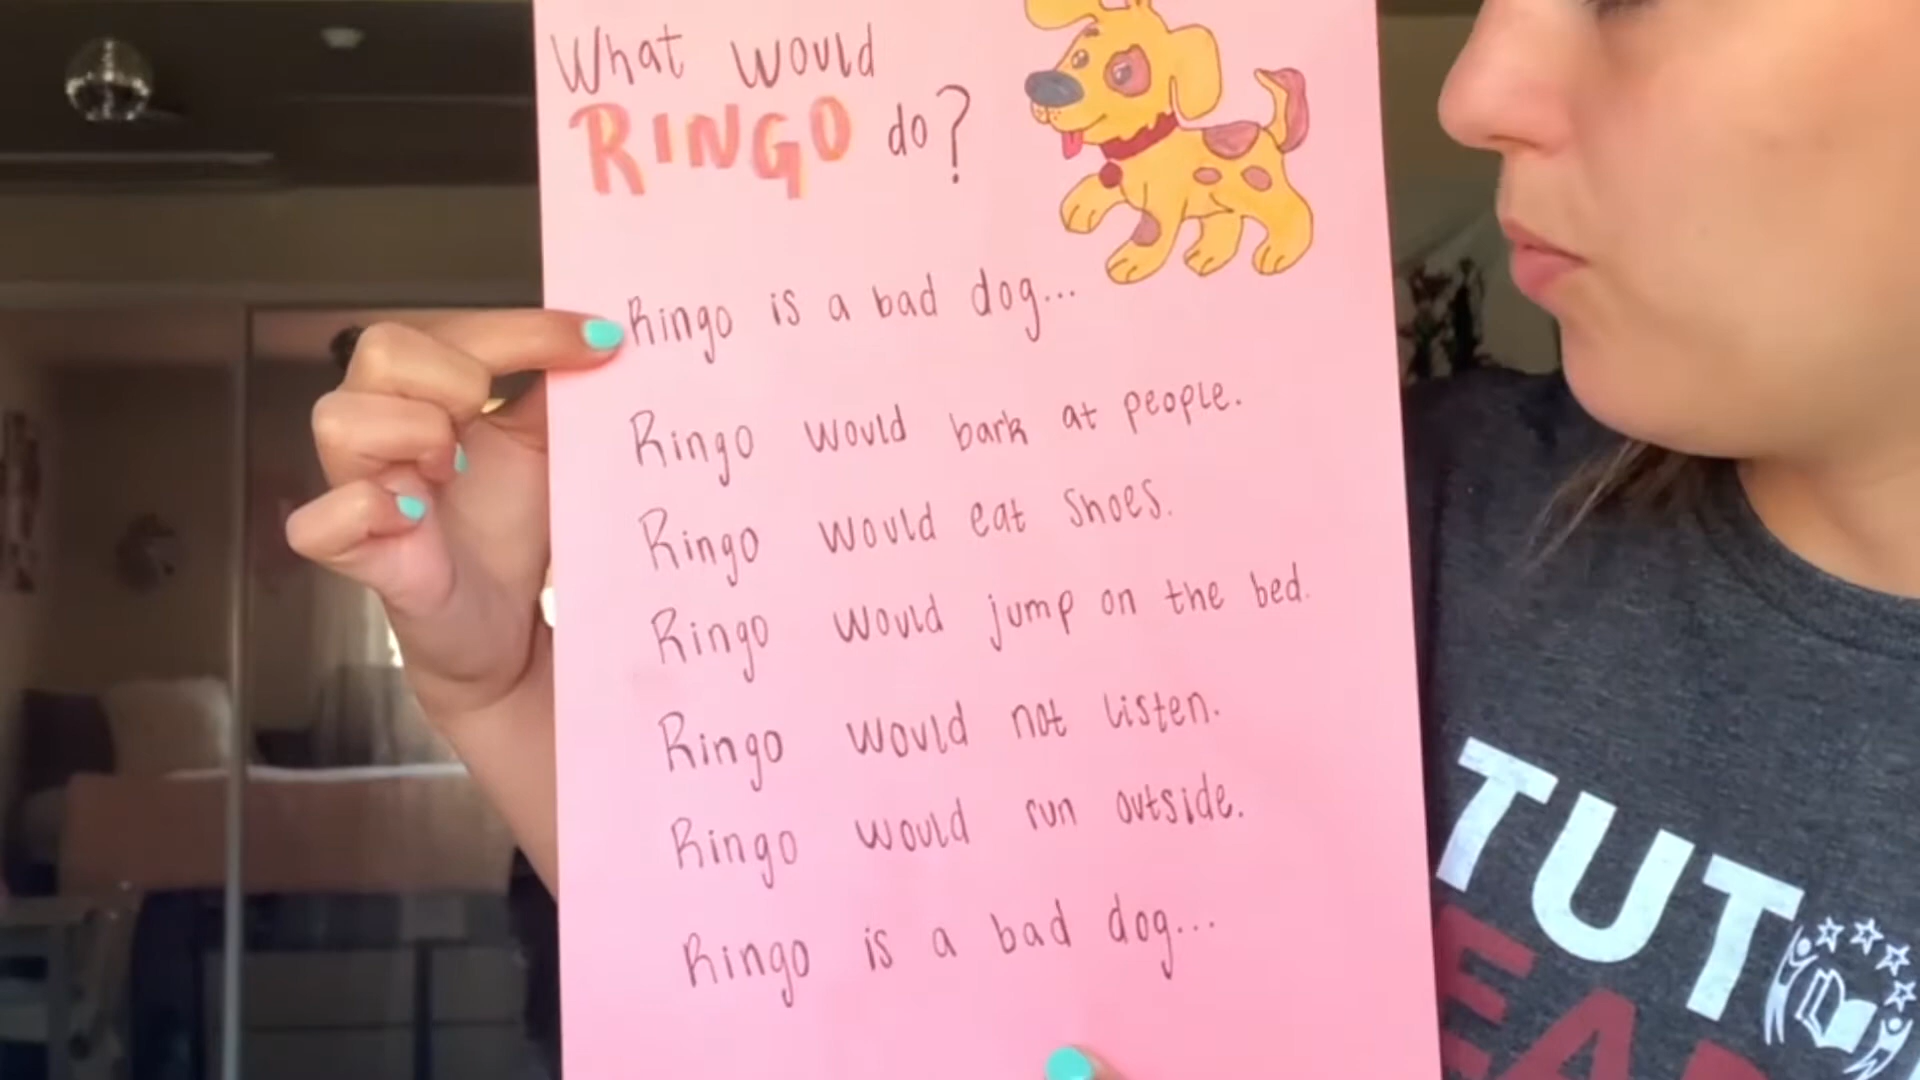 What would
RINGO do?
Ringo is a bad dog...
Ringo would bark at people.
Ringo would eat shoes.
Ringo would jump on the bed.
Ringo would not listen.
Ringo would run outside.
Ringo is a bad dog...
TUT